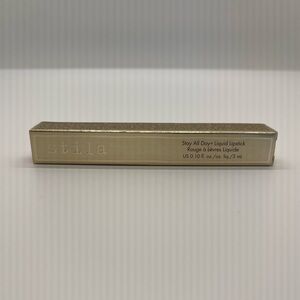 stila
Stay All Day® Liquid Lipstick
Rouge à Lèvres Liquide
US 0.10 fl. oz./oz. liq./3 ml